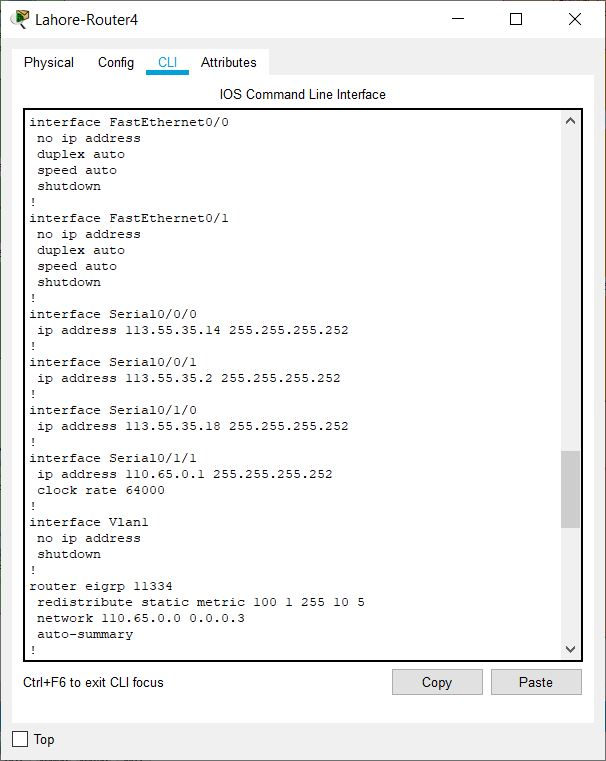 Lahore-Router4
Physical Config CLI Attributes
IOS Command Line Interface
interface FastEthernet0/0
 no ip address
 duplex auto
 speed auto
 shutdown
!
interface FastEthernet0/1
 no ip address
 duplex auto
 speed auto
 shutdown
!
interface Serial0/0/0
 ip address 113.55.35.14 255.255.255.252
!
interface Serial0/0/1
 ip address 113.55.35.2 255.255.255.252
!
interface Serial0/1/0
 ip address 113.55.35.18 255.255.255.252
!
interface Serial0/1/1
 ip address 110.65.0.1 255.255.255.252
 clock rate 64000
!
interface Vlan1
 no ip address
 shutdown
!
router eigrp 11334
 redistribute static metric 100 1 255 10 5
 network 110.65.0.0 0.0.0.3
 auto-summary
!
Ctrl+F6 to exit CLI focus
Copy
Paste
Top